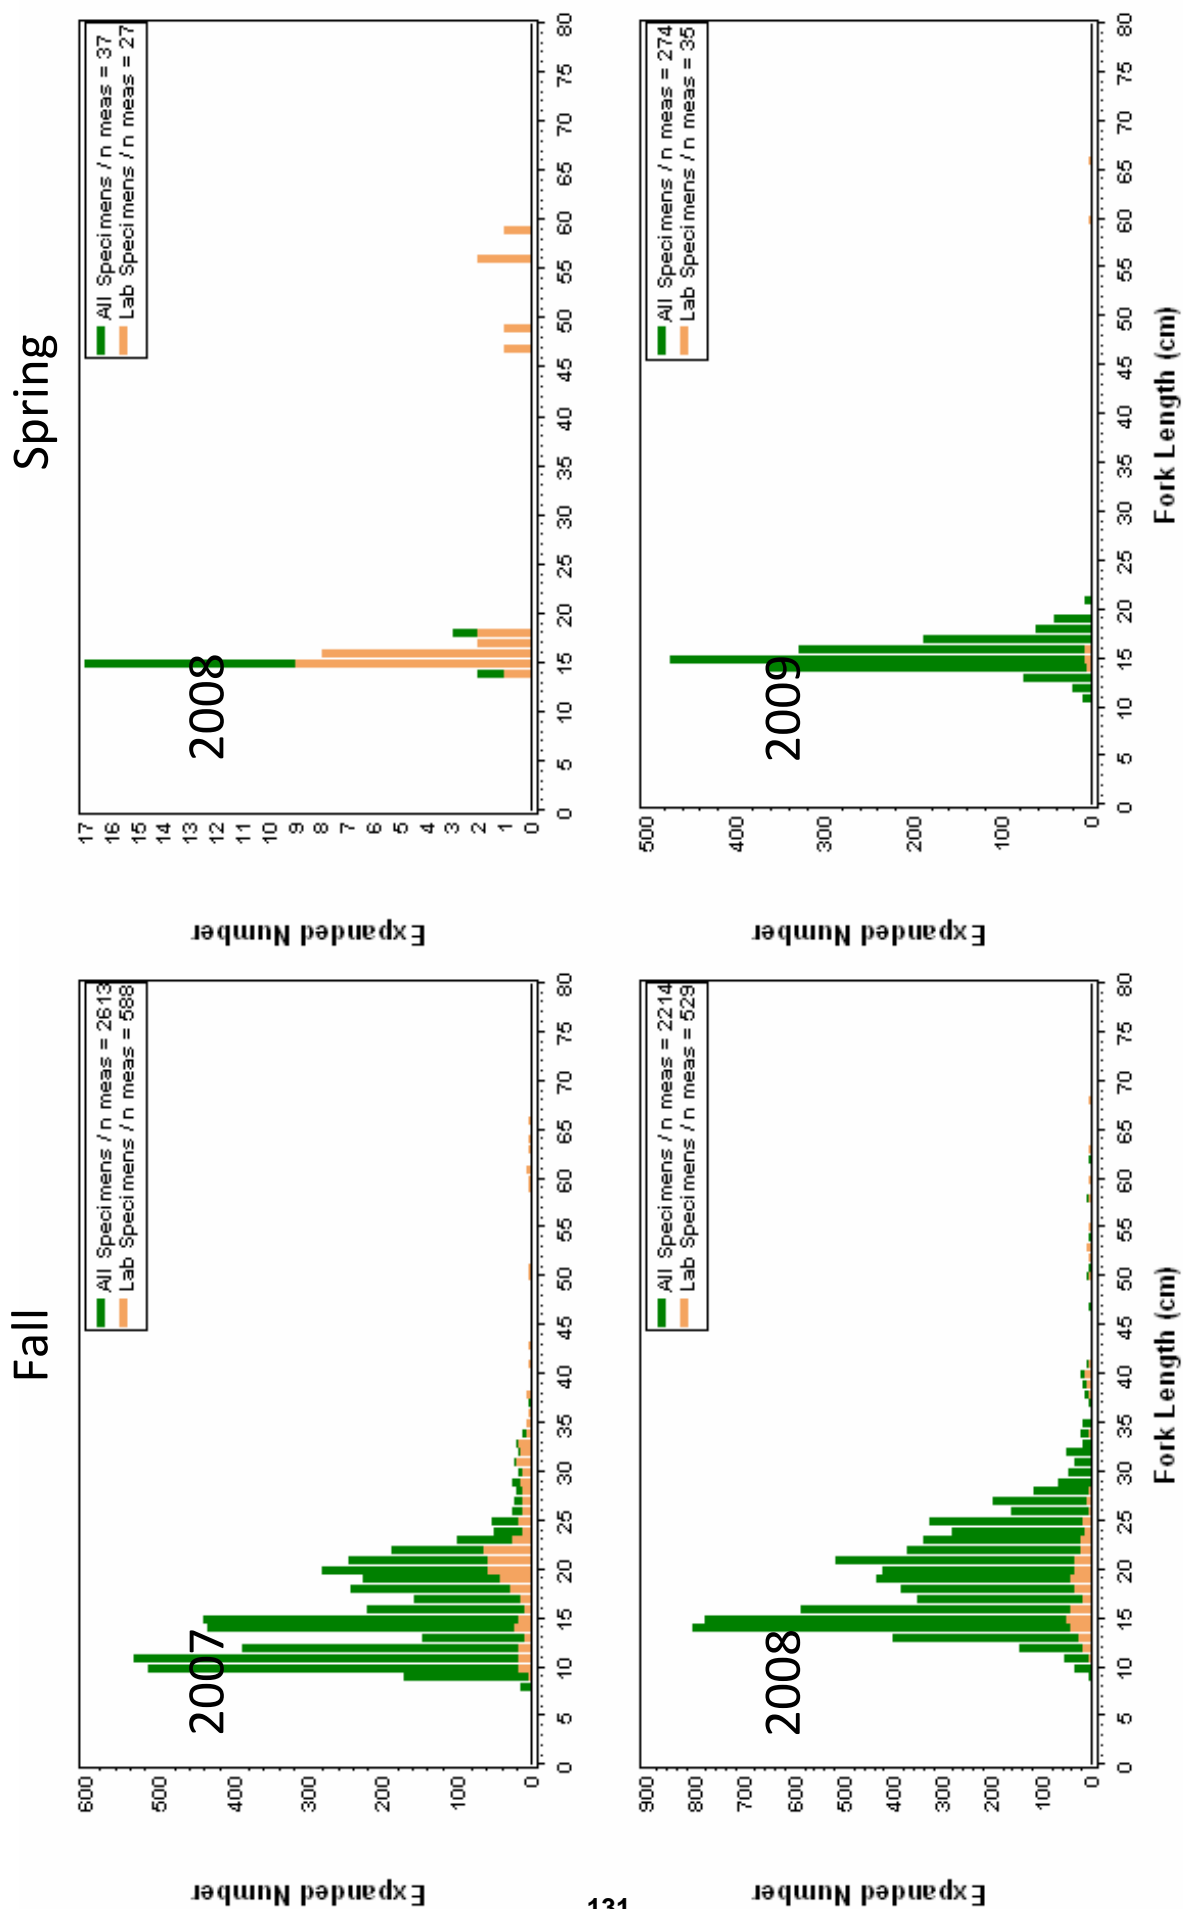 Fall
Spring
2007
All Specimens / n meas = 2613
Lab Specimens / n meas = 588
Expanded Number
600
500
400
300
200
100
0
0 5 10 15 20 25 30 35 40 45 50 55 60 65 70 75 80
2008
All Specimens / n meas = 37
Lab Specimens / n meas = 27
Expanded Number
17
16
15
14
13
12
11
10
9
8
7
6
5
4
3
2
1
0
0 5 10 15 20 25 30 35 40 45 50 55 60 65 70 75 80
2008
All Specimens / n meas = 2214
Lab Specimens / n meas = 529
Expanded Number
900
800
700
600
500
400
300
200
100
0
0 5 10 15 20 25 30 35 40 45 50 55 60 65 70 75 80
Fork Length (cm)
2009
All Specimens / n meas = 274
Lab Specimens / n meas = 35
Expanded Number
500
400
300
200
100
0
0 5 10 15 20 25 30 35 40 45 50 55 60 65 70 75 80
Fork Length (cm)
131